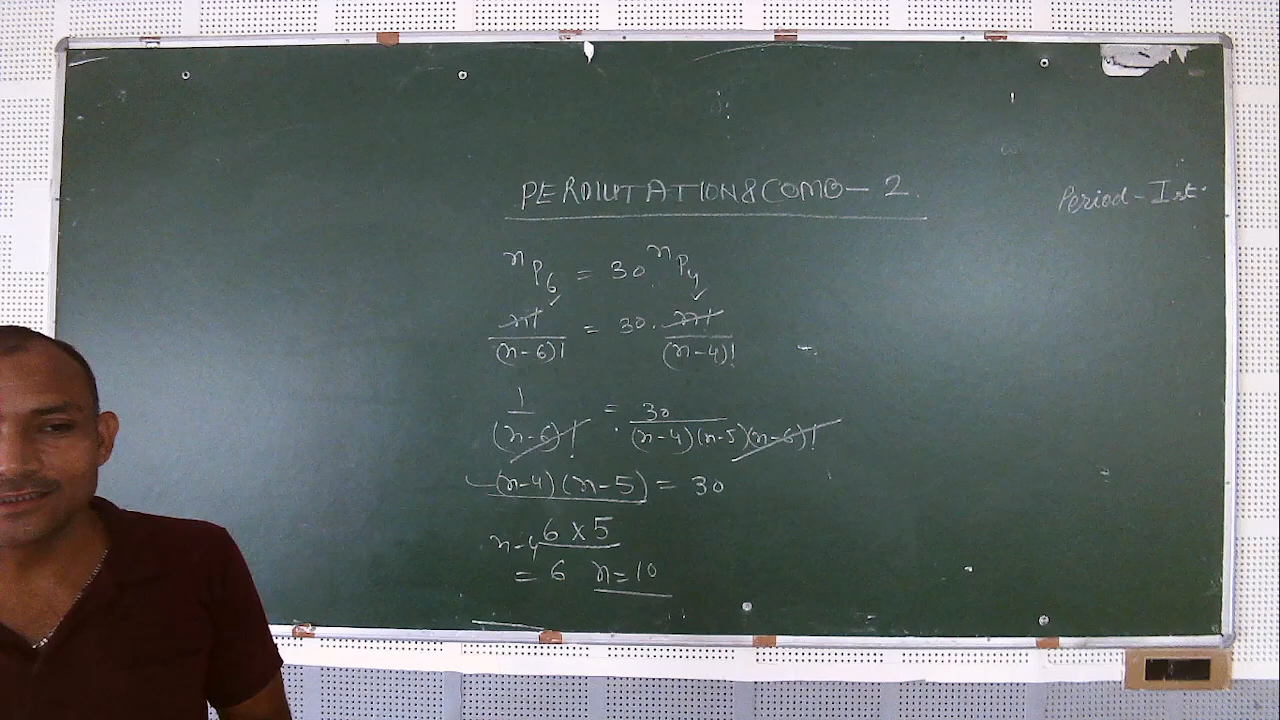 PERMUTATION & COMB - 2.
Period - Ist.
ⁿP₆ = 30 ⁿP₄
n!/(n-6)! = 30. n!/(n-4)!
1/(n-6)! = 30/(n-4)(n-5)(n-6)!
(n-4)(n-5) = 30
6 x 5
n-4
= 6 n=10